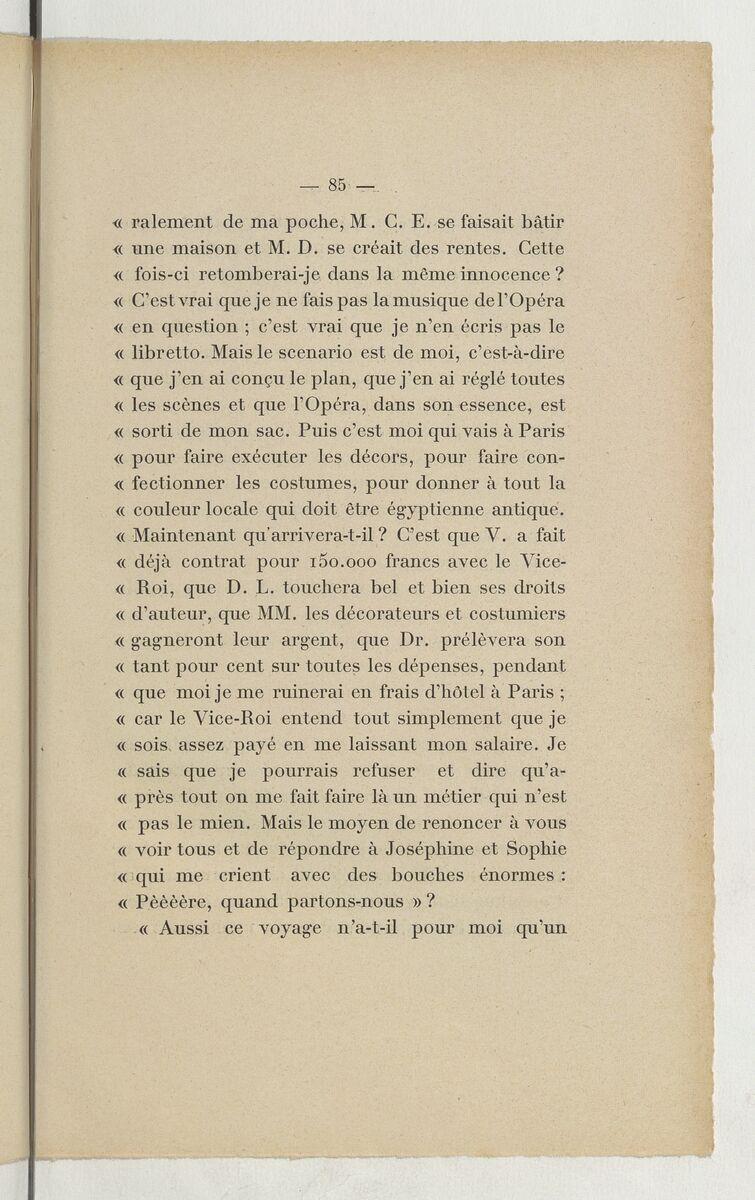 — 85 —
« ralement de ma poche, M. C. E. se faisait bâtir
« une maison et M. D. se créait des rentes. Cette
« fois-ci retomberai-je dans la même innocence ?
« C'est vrai que je ne fais pas la musique de l'Opéra
« en question ; c'est vrai que je n'en écris pas le
« libretto. Mais le scenario est de moi, c'est-à-dire
« que j'en ai conçu le plan, que j'en ai réglé toutes
« les scènes et que l'Opéra, dans son essence, est
« sorti de mon sac. Puis c'est moi qui vais à Paris
« pour faire exécuter les décors, pour faire con-
« fectionner les costumes, pour donner à tout la
« couleur locale qui doit être égyptienne antique.
« Maintenant qu'arrivera-t-il ? C'est que V. a fait
« déjà contrat pour 150.000 francs avec le Vice-
« Roi, que D. L. touchera bel et bien ses droits
« d'auteur, que MM. les décorateurs et costumiers
« gagneront leur argent, que Dr. prélèvera son
« tant pour cent sur toutes les dépenses, pendant
« que moi je me ruinerai en frais d'hôtel à Paris ;
« car le Vice-Roi entend tout simplement que je
« sois assez payé en me laissant mon salaire. Je
« sais que je pourrais refuser et dire qu'a-
« près tout on me fait faire là un métier qui n'est
« pas le mien. Mais le moyen de renoncer à vous
« voir tous et de répondre à Joséphine et Sophie
« qui me crient avec des bouches énormes :
« Pèèèère, quand partons-nous » ?
« Aussi ce voyage n'a-t-il pour moi qu'un